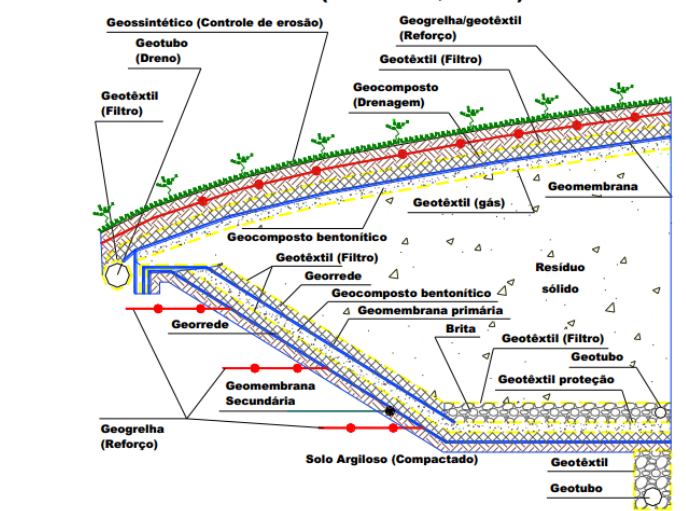 Geossintético (Controle de erosão)
Geogrelha/geotêxtil
(Reforço)
Geotubo
(Dreno)
Geotêxtil (Filtro)
Geotêxtil
(Filtro)
Geocomposto
(Drenagem)
Geomembrana
Geotêxtil (gás)
Geocomposto bentonítico
Geotêxtil (Filtro)
Georrede
Resíduo
sólido
Geocomposto bentonítico
Geomembrana primária
Georrede
Brita
Geotêxtil (Filtro)
Geotubo
Geotêxtil proteção
Geomembrana
Secundária
Geogrelha
(Reforço)
Solo Argiloso (Compactado)
Geotêxtil
Geotubo